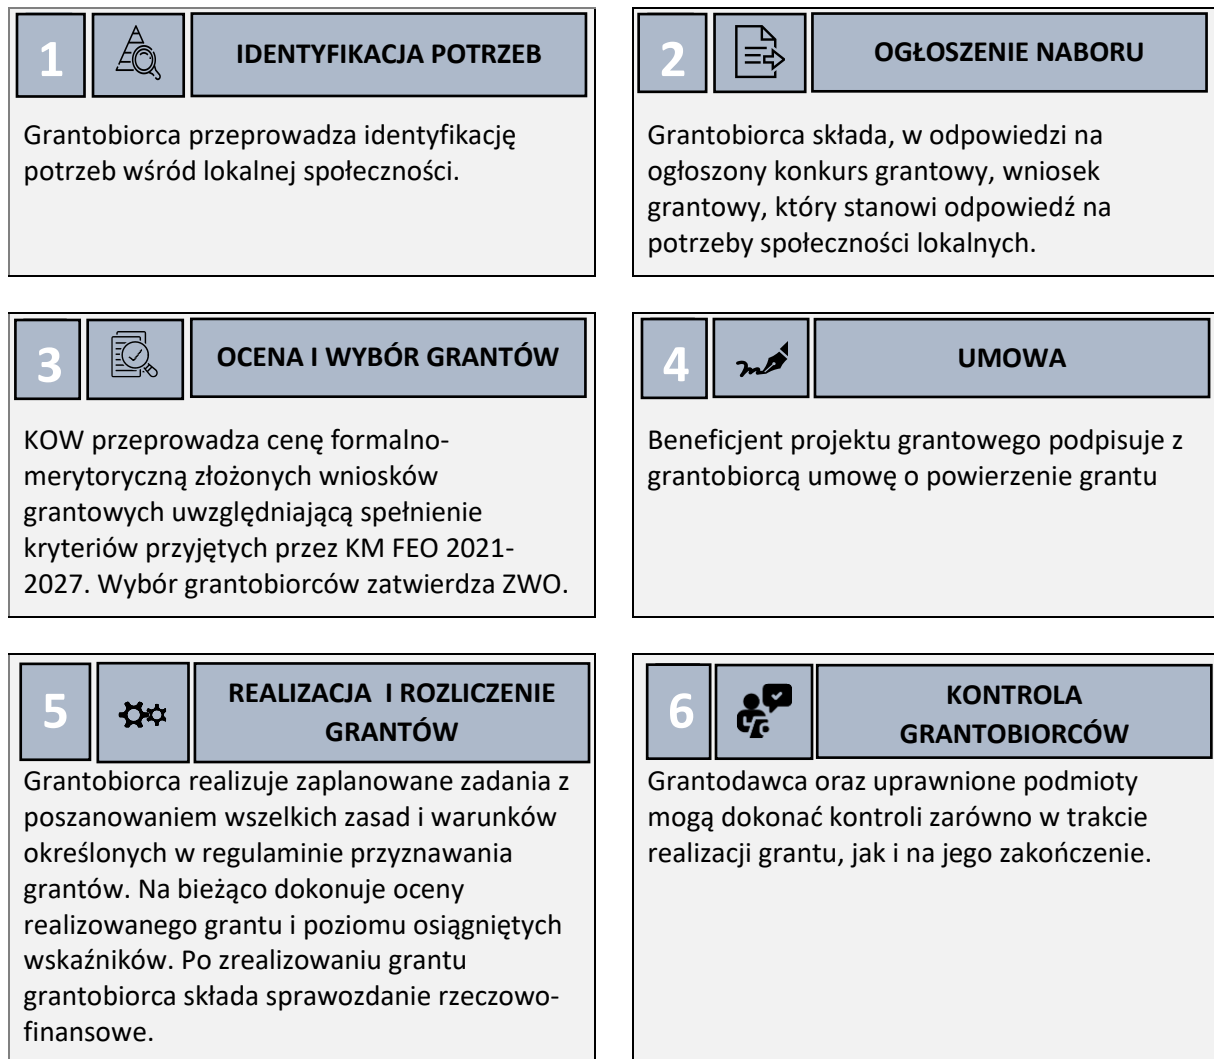 1
IDENTYFIKACJA POTRZEB
Grantobiorca przeprowadza identyfikację
potrzeb wśród lokalnej społeczności.
2
OGŁOSZENIE NABORU
Grantobiorca składa, w odpowiedzi na
ogłoszony konkurs grantowy, wniosek
grantowy, który stanowi odpowiedź na
potrzeby społeczności lokalnych.
3
OCENA I WYBÓR GRANTÓW
KOW przeprowadza cenę formalno-
merytoryczną złożonych wniosków
grantowych uwzględniającą spełnienie
kryteriów przyjętych przez KM FEO 2021-
2027. Wybór grantobiorców zatwierdza ZWO.
4
UMOWA
Beneficjent projektu grantowego podpisuje z
grantobiorcą umowę o powierzenie grantu
5
REALIZACJA  I ROZLICZENIE
GRANTÓW
Grantobiorca realizuje zaplanowane zadania z
poszanowaniem wszelkich zasad i warunków
określonych w regulaminie przyznawania
grantów. Na bieżąco dokonuje oceny
realizowanego grantu i poziomu osiągniętych
wskaźników. Po zrealizowaniu grantu
grantobiorca składa sprawozdanie rzeczowo-
finansowe.
6
KONTROLA
GRANTOBIORCÓW
Grantodawca oraz uprawnione podmioty
mogą dokonać kontroli zarówno w trakcie
realizacji grantu, jak i na jego zakończenie.